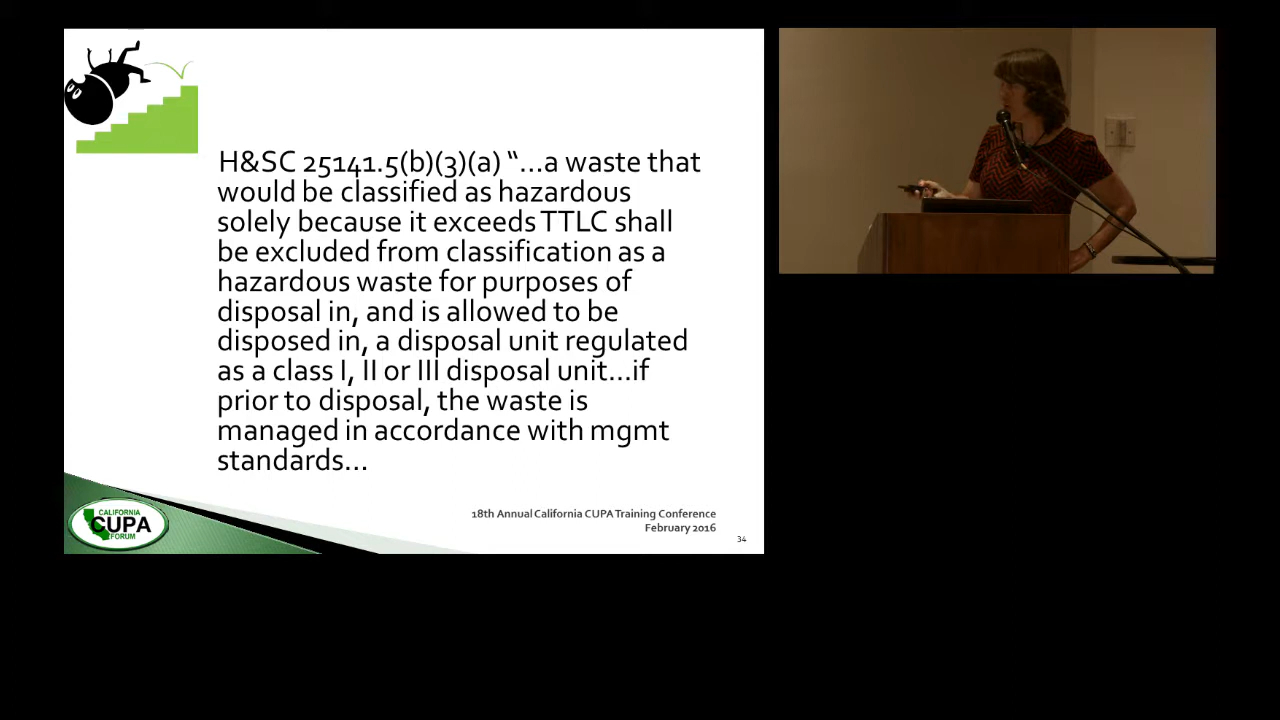 H&SC 25141.5(b)(3)(a) “...a waste that
would be classified as hazardous
solely because it exceeds TTLC shall
be excluded from classification as a
hazardous waste for purposes of
disposal in, and is allowed to be
disposed in, a disposal unit regulated
as a class I, II or III disposal unit...if
prior to disposal, the waste is
managed in accordance with mgmt
standards...
CALIFORNIA
CUPA
FORUM
18th Annual California CUPA Training Conference
February 2016
34